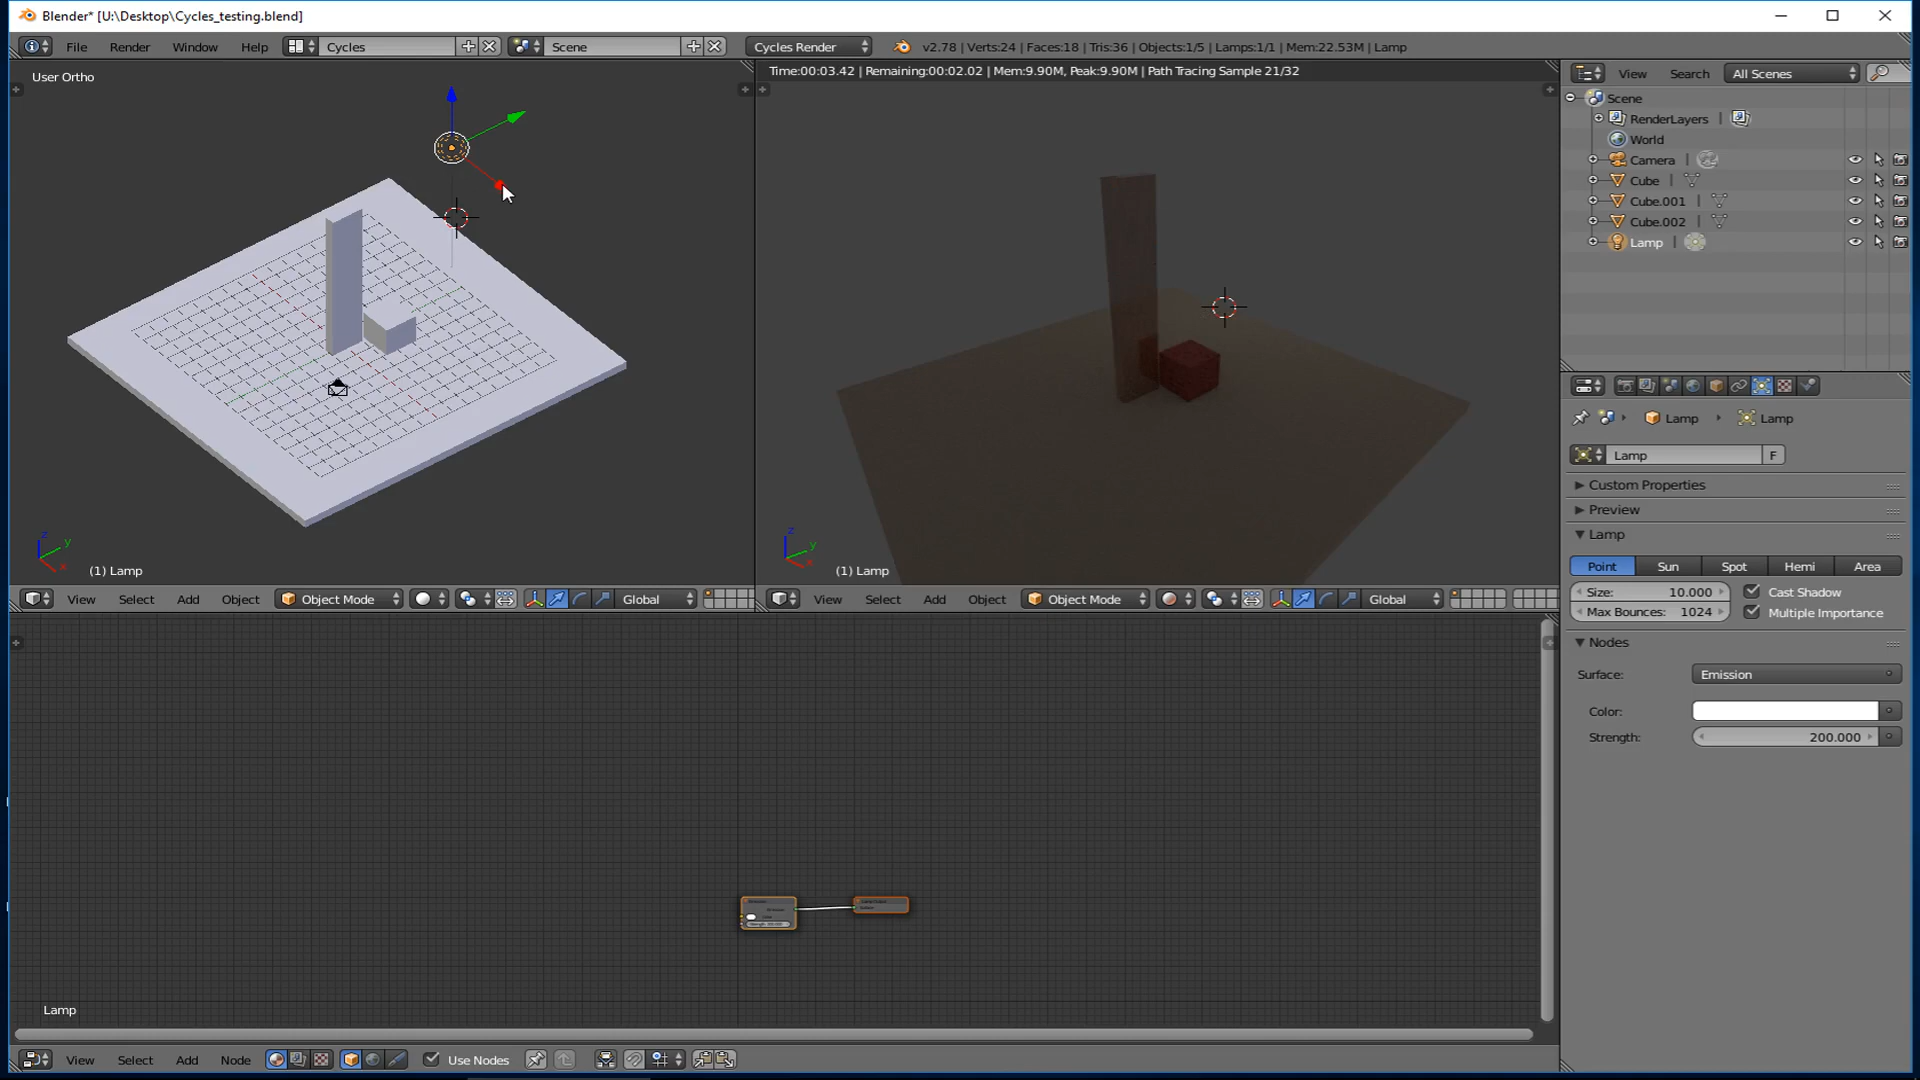 Blender* [U:\Desktop\Cycles_testing.blend]
File Render Window Help Cycles Scene Cycles Render v2.78 | Verts:24 | Faces:18 | Tris:36 | Objects:1/5 | Lamps:1/1 | Mem:22.53M | Lamp
User Ortho
Time:00:03.42 | Remaining:00:02.02 | Mem:9.90M, Peak:9.90M | Path Tracing Sample 21/32
z
y
x
(1) Lamp
z
y
x
(1) Lamp
View Select Add Object Object Mode Global
View Select Add Object Object Mode Global
View Search All Scenes
Scene
RenderLayers |
World
Camera |
Cube |
Cube.001 |
Cube.002 |
Lamp |
Lamp Lamp
Lamp F
Custom Properties
Preview
Lamp
Point Sun Spot Hemi Area
Size: 10.000 Cast Shadow
Max Bounces: 1024 Multiple Importance
Nodes
Surface: Emission
Color:
Strength: 200.000
Lamp
View Select Add Node Use Nodes